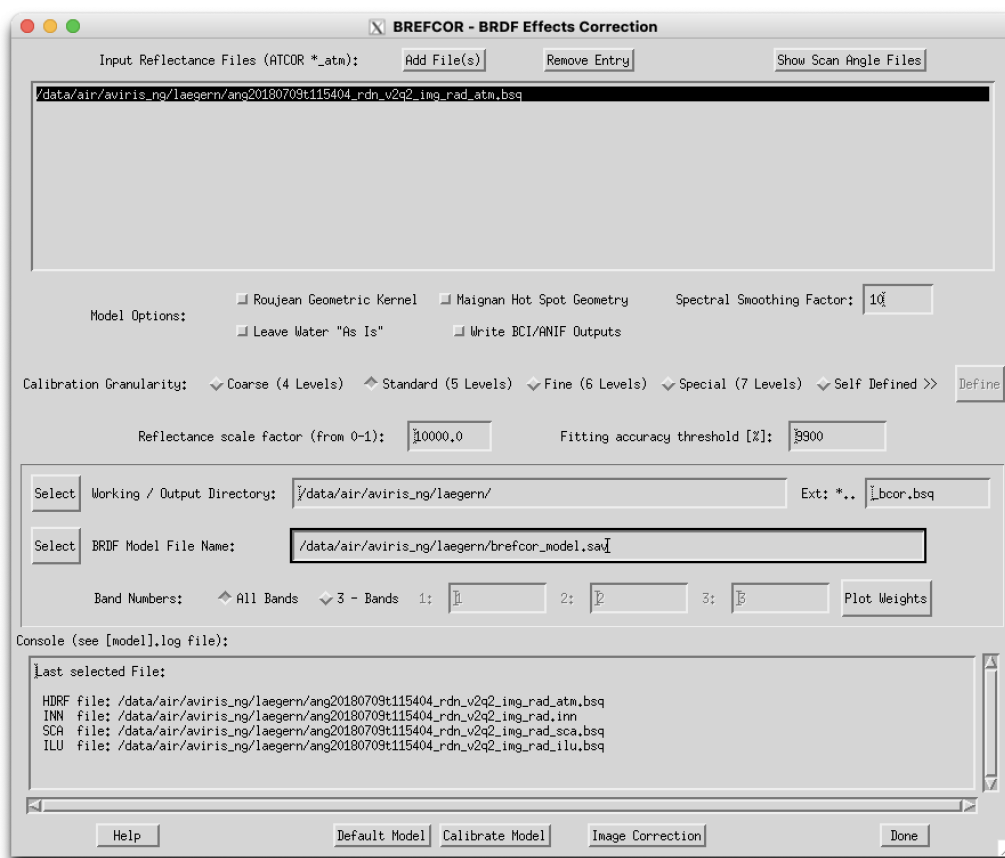 BREFCOR - BRDF Effects Correction
Input Reflectance Files (ATCOR *_atm): Add File(s) Remove Entry Show Scan Angle Files
/data/air/aviris_ng/laegern/ang20180709t115404_rdn_v2q2_img_rad_atm.bsq
Roujean Geometric Kernel Maignan Hot Spot Geometry Spectral Smoothing Factor: 10
Model Options:
Leave Water "As Is" Write BCI/ANIF Outputs
Calibration Granularity: Coarse (4 Levels) Standard (5 Levels) Fine (6 Levels) Special (7 Levels) Self Defined >> Define
Reflectance scale factor (from 0-1): 10000.0 Fitting accuracy threshold [%]: 9900
Select Working / Output Directory: /data/air/aviris_ng/laegern/ Ext: *.. _bcor.bsq
Select BRDF Model File Name: /data/air/aviris_ng/laegern/brefcor_model.sav
Band Numbers: All Bands 3 - Bands 1: 1 2: 2 3: 3 Plot Weights
Console (see [model].log file):
Last selected File:
HDRF file: /data/air/aviris_ng/laegern/ang20180709t115404_rdn_v2q2_img_rad_atm.bsq
INN file: /data/air/aviris_ng/laegern/ang20180709t115404_rdn_v2q2_img_rad.inn
SCA file: /data/air/aviris_ng/laegern/ang20180709t115404_rdn_v2q2_img_rad_sca.bsq
ILU file: /data/air/aviris_ng/laegern/ang20180709t115404_rdn_v2q2_img_rad_ilu.bsq
Help Default Model Calibrate Model Image Correction Done